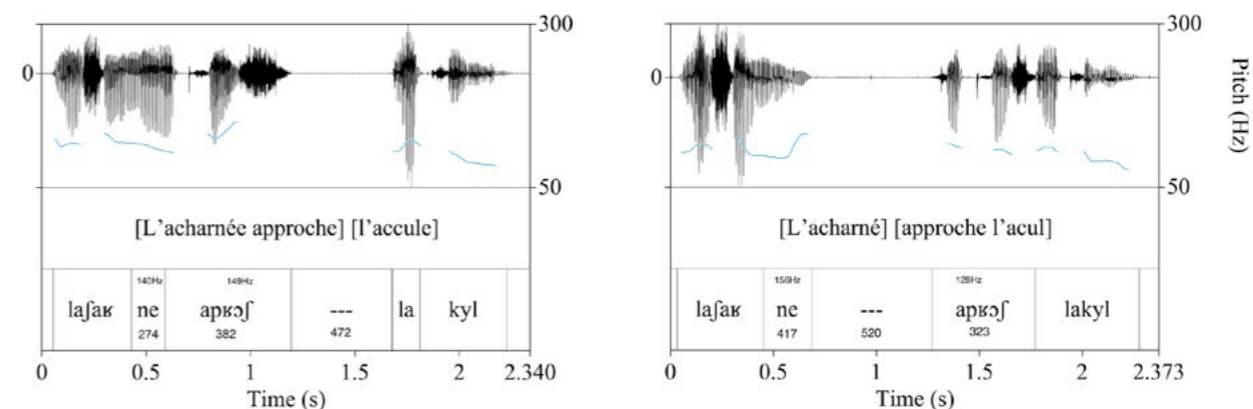 300
0
50
[L'acharnée approche] [l'accule]
140Hz 149Hz
laʃaʁ ne apʁɔʃ --- la kyl
274 382 472
0 0.5 1 1.5 2 2.340
Time (s)
300
0
Pitch (Hz)
50
[L'acharné] [approche l'acul]
156Hz 128Hz
laʃaʁ ne --- apʁɔʃ lakyl
417 520 323
0 0.5 1 1.5 2 2.373
Time (s)